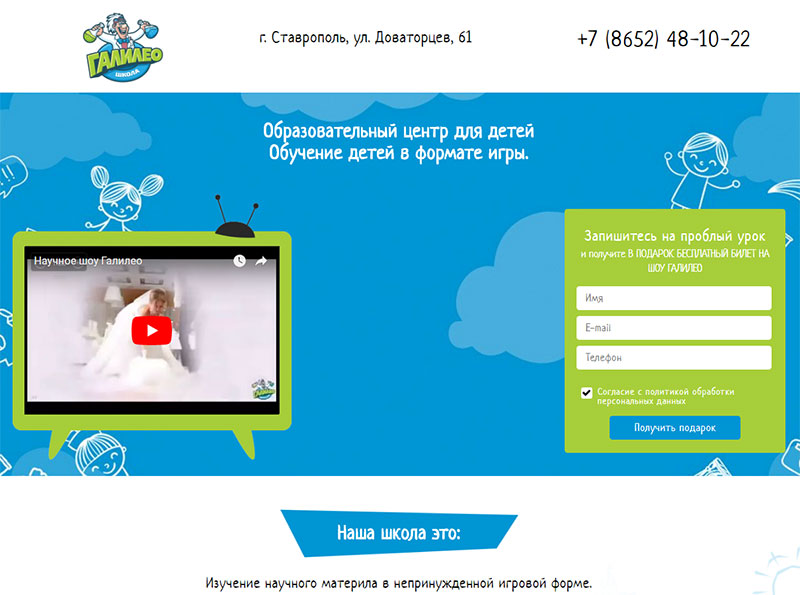 ГАЛИЛЕО
ШКОЛА
г. Ставрополь, ул. Доваторцев, 61
+7 (8652) 48-10-22
Образовательный центр для детей
Обучение детей в формате игры.
Научное шоу Галилео
ГАЛИЛЕО
Запишитесь на проблый урок
и получите В ПОДАРОК БЕСПЛАТНЫЙ БИЛЕТ НА
ШОУ ГАЛИЛЕО
Имя
E-mail
Телефон
Согласие с политикой обработки
персональных данных
Получить подарок
Наша школа это:
Изучение научного материла в непринужденной игровой форме.